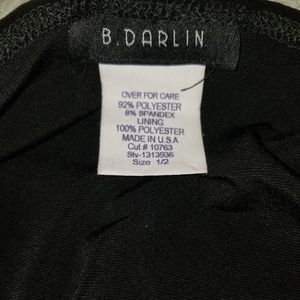 B.DARLIN
OVER FOR CARE
92% POLYESTER
8% SPANDEX
LINING
100% POLYESTER
MADE IN U.S.A
Cut # 10763
Sty-1313936
Size 1/2